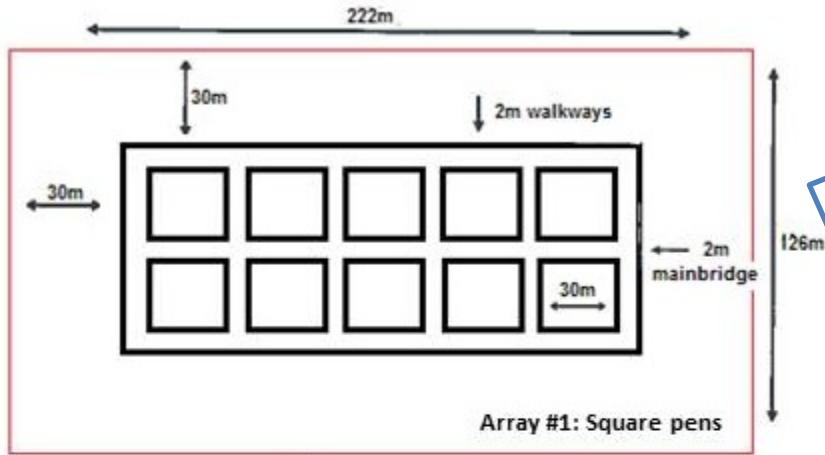 222m
30m
2m walkways
30m
2m
mainbridge
126m
30m
Array #1: Square pens